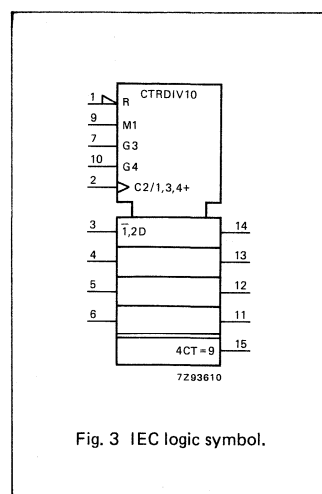 CTRDIV10
1 R
9 M1
7 G3
10 G4
2 C2/1,3,4+
3 1̅,2D 14
4 13
5 12
6 11
4CT=9 15
7Z93610
Fig. 3 IEC logic symbol.